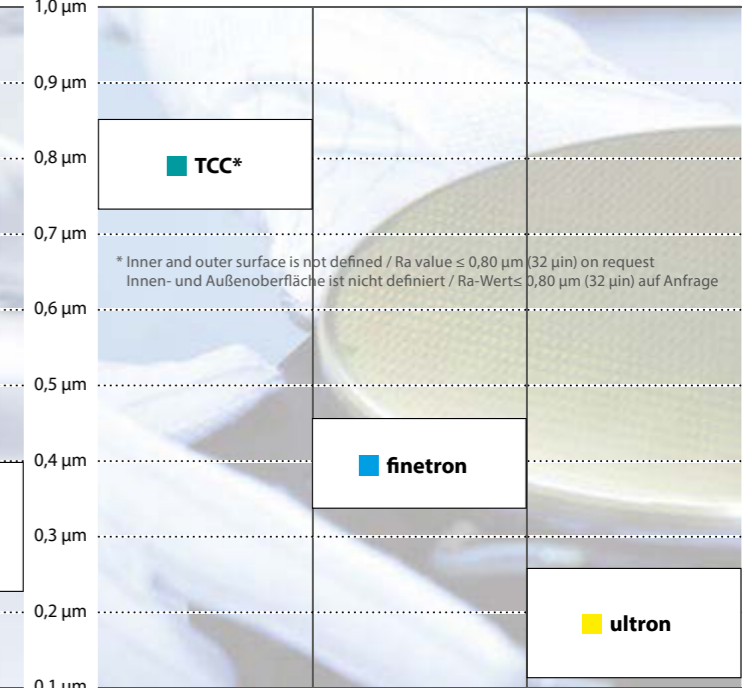 1,0 µm
0,9 µm
0,8 µm
TCC*
0,7 µm
* Inner and outer surface is not defined / Ra value ≤ 0,80 µm (32 µin) on request
Innen- und Außenoberfläche ist nicht definiert / Ra-Wert≤ 0,80 µm (32 µin) auf Anfrage
0,6 µm
0,5 µm
0,4 µm
finetron
0,3 µm
0,2 µm
ultron
0,1 µm